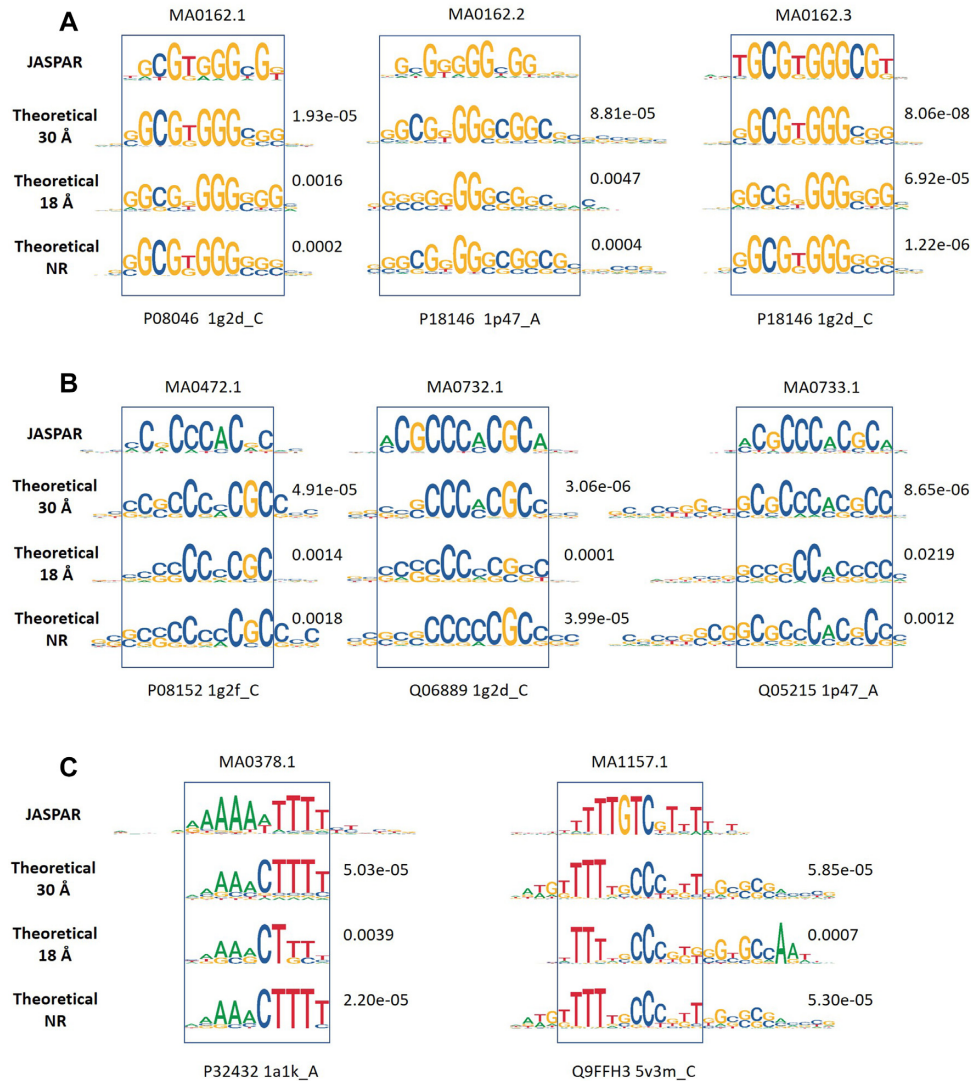 A
MA0162.1 MA0162.2 MA0162.3
JASPAR
Theoretical 30 Å 1.93e-05 8.81e-05 8.06e-08
Theoretical 18 Å 0.0016 0.0047 6.92e-05
Theoretical NR 0.0002 0.0004 1.22e-06
P08046 1g2d_C P18146 1p47_A P18146 1g2d_C
B
MA0472.1 MA0732.1 MA0733.1
JASPAR
Theoretical 30 Å 4.91e-05 3.06e-06 8.65e-06
Theoretical 18 Å 0.0014 0.0001 0.0219
Theoretical NR 0.0018 3.99e-05 0.0012
P08152 1g2f_C Q06889 1g2d_C Q05215 1p47_A
C
MA0378.1 MA1157.1
JASPAR
Theoretical 30 Å 5.03e-05 5.85e-05
Theoretical 18 Å 0.0039 0.0007
Theoretical NR 2.20e-05 5.30e-05
P32432 1a1k_A Q9FFH3 5v3m_C